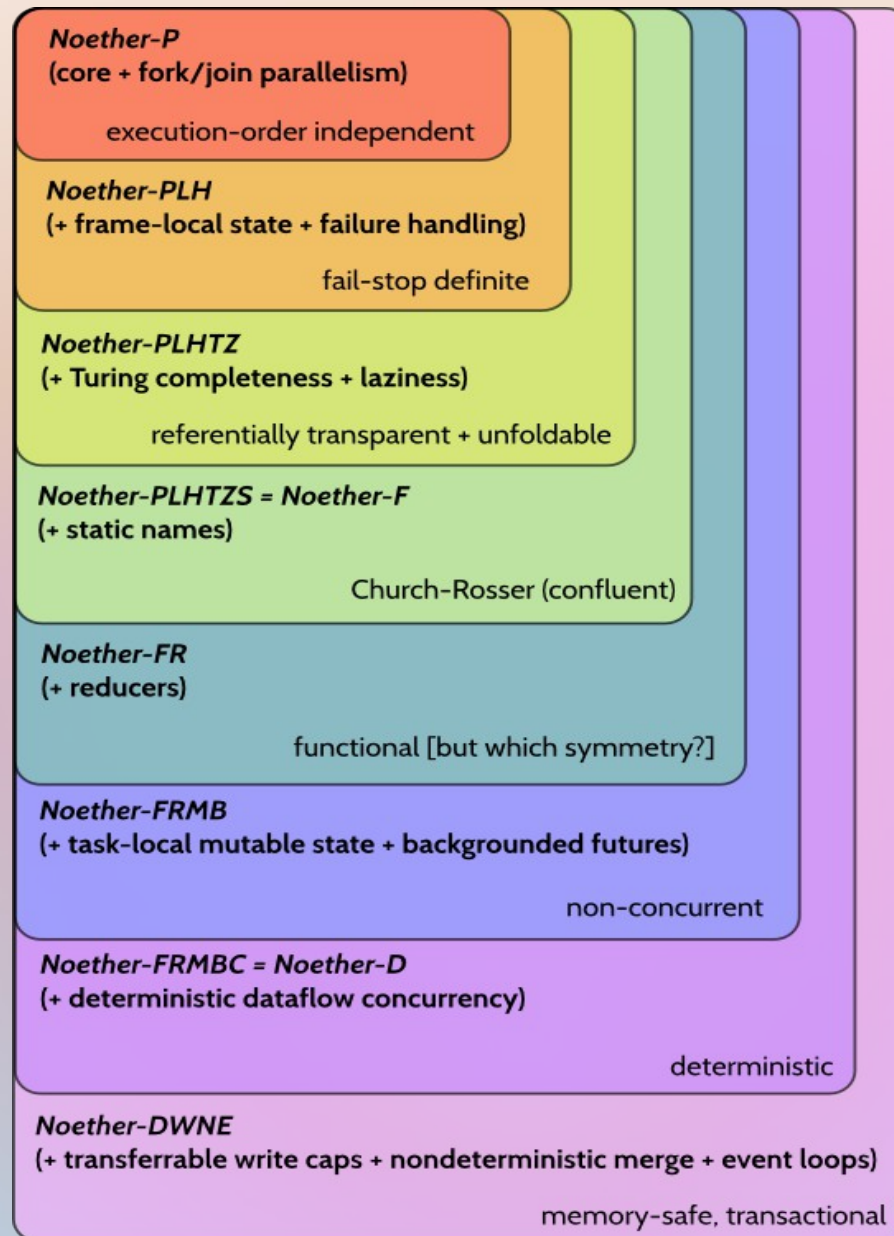 Noether-P
(core + fork/join parallelism)
execution-order independent
Noether-PLH
(+ frame-local state + failure handling)
fail-stop definite
Noether-PLHTZ
(+ Turing completeness + laziness)
referentially transparent + unfoldable
Noether-PLHTZS = Noether-F
(+ static names)
Church-Rosser (confluent)
Noether-FR
(+ reducers)
functional [but which symmetry?]
Noether-FRMB
(+ task-local mutable state + backgrounded futures)
non-concurrent
Noether-FRMBC = Noether-D
(+ deterministic dataflow concurrency)
deterministic
Noether-DWNE
(+ transferrable write caps + nondeterministic merge + event loops)
memory-safe, transactional